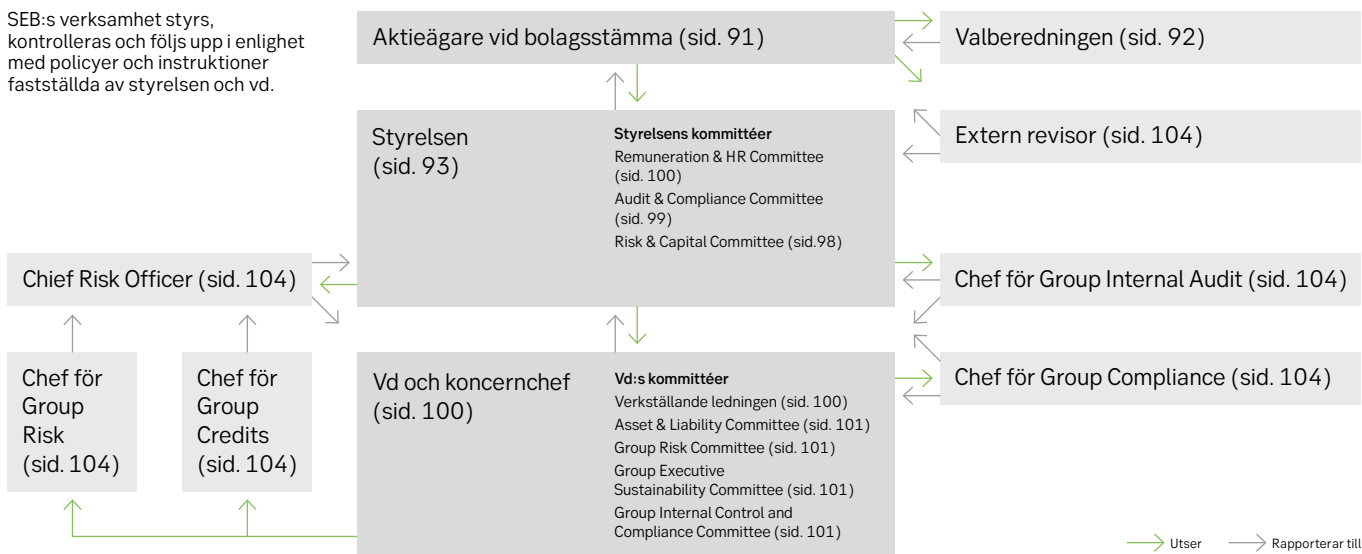 SEB:s verksamhet styrs,
kontrolleras och följs upp i enlighet
med policyer och instruktioner
fastställda av styrelsen och vd.
Aktieägare vid bolagsstämma (sid. 91)
Valberedningen (sid. 92)
Styrelsen
(sid. 93)
Styrelsens kommittéer
Remuneration & HR Committee
(sid. 100)
Audit & Compliance Committee
(sid. 99)
Risk & Capital Committee (sid.98)
Extern revisor (sid. 104)
Chief Risk Officer (sid. 104)
Chef för Group Internal Audit (sid. 104)
Chef för
Group
Risk
(sid. 104)
Chef för
Group
Credits
(sid. 104)
Vd och koncernchef
(sid. 100)
Vd:s kommittéer
Verkställande ledningen (sid. 100)
Asset & Liability Committee (sid. 101)
Group Risk Committee (sid. 101)
Group Executive
Sustainability Committee (sid. 101)
Group Internal Control and
Compliance Committee (sid. 101)
Chef för Group Compliance (sid. 104)
Utser
Rapporterar till